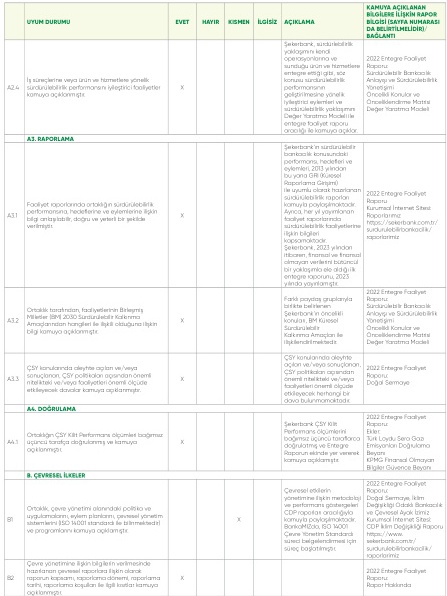 UYUM DURUMU
EVET
HAYIR
KISMEN
İLGİSİZ
AÇIKLAMA
KAMUYA AÇIKLANAN
BİLGİLERE İLİŞKİN RAPOR
BİLGİSİ (SAYFA NUMARASI
DA BELİRTİLMELİDİR)/
BAĞLANTI
A2.4
İş süreçlerine veya ürün ve hizmetlere yönelik
sürdürülebilirlik performansını iyileştirici faaliyetler
kamuya açıklanmıştır.
X
Şekerbank, sürdürülebilirlik
yaklaşımını kendi
operasyonlarına ve
sunduğu ürün ve hizmetlere
entegre ettiği gibi, söz
konusu sürdürülebilirlik
performansının
geliştirilmesine yönelik
iyileştirici eylemleri ve
sürdürülebilirlik yaklaşımını
Değer Yaratma Modeli ile
entegre faaliyet raporu
aracılığı ile kamuya açıklar.
2022 Entegre Faaliyet
Raporu:
Sürdürülebilir Bankacılık
Anlayışı ve Sürdürülebilirlik
Yönetişimi
Öncelikli Konular ve
Önceliklendirme Matrisi
Değer Yaratma Modeli
A3. RAPORLAMA
A3.1
Faaliyet raporlarında ortaklığın sürdürülebilirlik
performansına, hedeflerine ve eylemlerine ilişkin
bilgi anlaşılabilir, doğru ve yeterli bir şekilde
verilmiştir.
X
Şekerbank'ın sürdürülebilir
bankacılık konusundaki
performansı, hedefleri ve
eylemleri, 2013 yılından
bu yana GRI (Küresel
Raporlama Girişimi)
ile uyumlu olarak hazırlanan
sürdürülebilirlik raporları
kamuyla paylaşılmaktadır.
Ayrıca, her yıl yayımlanan
faaliyet raporlarında
sürdürülebilirlik faaliyetlerine
ilişkin bilgileri
kapsamaktadır.
Şekerbank, 2023 yılından
itibaren, finansal ve finansal
olmayan verilerini bütüncül
bir yaklaşımla ele aldığı ilk
entegre raporunu, 2023
yılında yayınlamıştır.
2022 Entegre Faaliyet
Raporu
Kurumsal İnternet Sitesi:
Raporlarımız
https://sekerbank.com.tr/
surdurulebilirbankacilik/
raporlarimiz
A3.2
Ortaklık tarafından, faaliyetlerinin Birleşmiş
Milletler (BM) 2030 Sürdürülebilir Kalkınma
Amaçlarından hangileri ile ilişkili olduğuna ilişkin
bilgi kamuya açıklanmıştır.
X
Farklı paydaş gruplarıyla
birlikte belirlenen
Şekerbank'ın öncelikli
konuları, BM Küresel
Sürdürülebilir
Kalkınma Amaçları ile
ilişkilendirilmektedir.
2022 Entegre Faaliyet
Raporu:
Sürdürülebilir Bankacılık
Anlayışı ve Sürdürülebilirlik
Yönetişimi
Öncelikli Konular ve
Önceliklendirme Matrisi
Değer Yaratma Modeli
A3.3
ÇSY konularında aleyhte açılan ve/veya
sonuçlanan, ÇSY politikaları açısından önemli
nitelikteki ve/veya faaliyetleri önemli ölçüde
etkileyecek davalar kamuya açıklanmıştır.
X
ÇSY konularında aleyhte
açılan ve/veya sonuçlanan,
ÇSY politikaları açısından
önemli nitelikteki ve/veya
faaliyetleri önemli ölçüde
etkileyecek herhangi bir
dava bulunmamaktadır.
2022 Entegre Faaliyet
Raporu:
Doğal Sermaye
A4. DOĞRULAMA
A4.1
Ortaklığın ÇSY Kilit Performans ölçümleri bağımsız
üçüncü tarafça doğrulanmış ve kamuya
açıklanmıştır.
X
Şekerbank ÇSY Kilit
Performans ölçümlerini
bağımsız üçüncü taraflarca
doğrulatmış ve Entegre
Raporun ekinde yer vererek
kamuya açıklamıştır.
2022 Entegre Faaliyet
Raporu:
Ekler:
Türk Loydu Sera Gazı
Emisyonları Doğrulama
Beyanı
KPMG Finansal Olmayan
Bilgiler Güvence Beyanı
B. ÇEVRESEL İLKELER
B1
Ortaklık, çevre yönetimi alanındaki politika ve
uygulamalarını, eylem planlarını, çevresel yönetim
sistemlerini (ISO 14001 standardı ile bilinmektedir)
ve programlarını kamuya açıklamıştır.
X
Çevresel etkilerin
yönetimine ilişkin metodoloji
ve performans göstergeleri
CDP raporları aracılığıyla
kamuyla paylaşılmaktadır.
BankaMIZda, ISO 14001
Çevre Yönetim Standardı
süreci belgelendirmesi için
süreç başlatılmıştır.
2022 Entegre Faaliyet
Raporu:
Doğal Sermaye, İklim
Değişikliği Odaklı Bankacılık
ve Çevresel Ayak İzimiz
Kurumsal İnternet Sitesi:
CDP İklim Değişikliği Raporu
https://www.
sekerbank.com.tr/
surdurulebilirbankacilik/
raporlarimiz
B2
Çevre yönetimine ilişkin bilgilerin verilmesinde
hazırlanan çevresel raporlara ilişkin olarak
raporun kapsamı, raporlama dönemi, raporlama
tarihi, raporlama koşulları ile ilgili kısıtlar kamuya
açıklanmıştır.
X
2022 Entegre Faaliyet
Raporu:
Rapor Hakkında